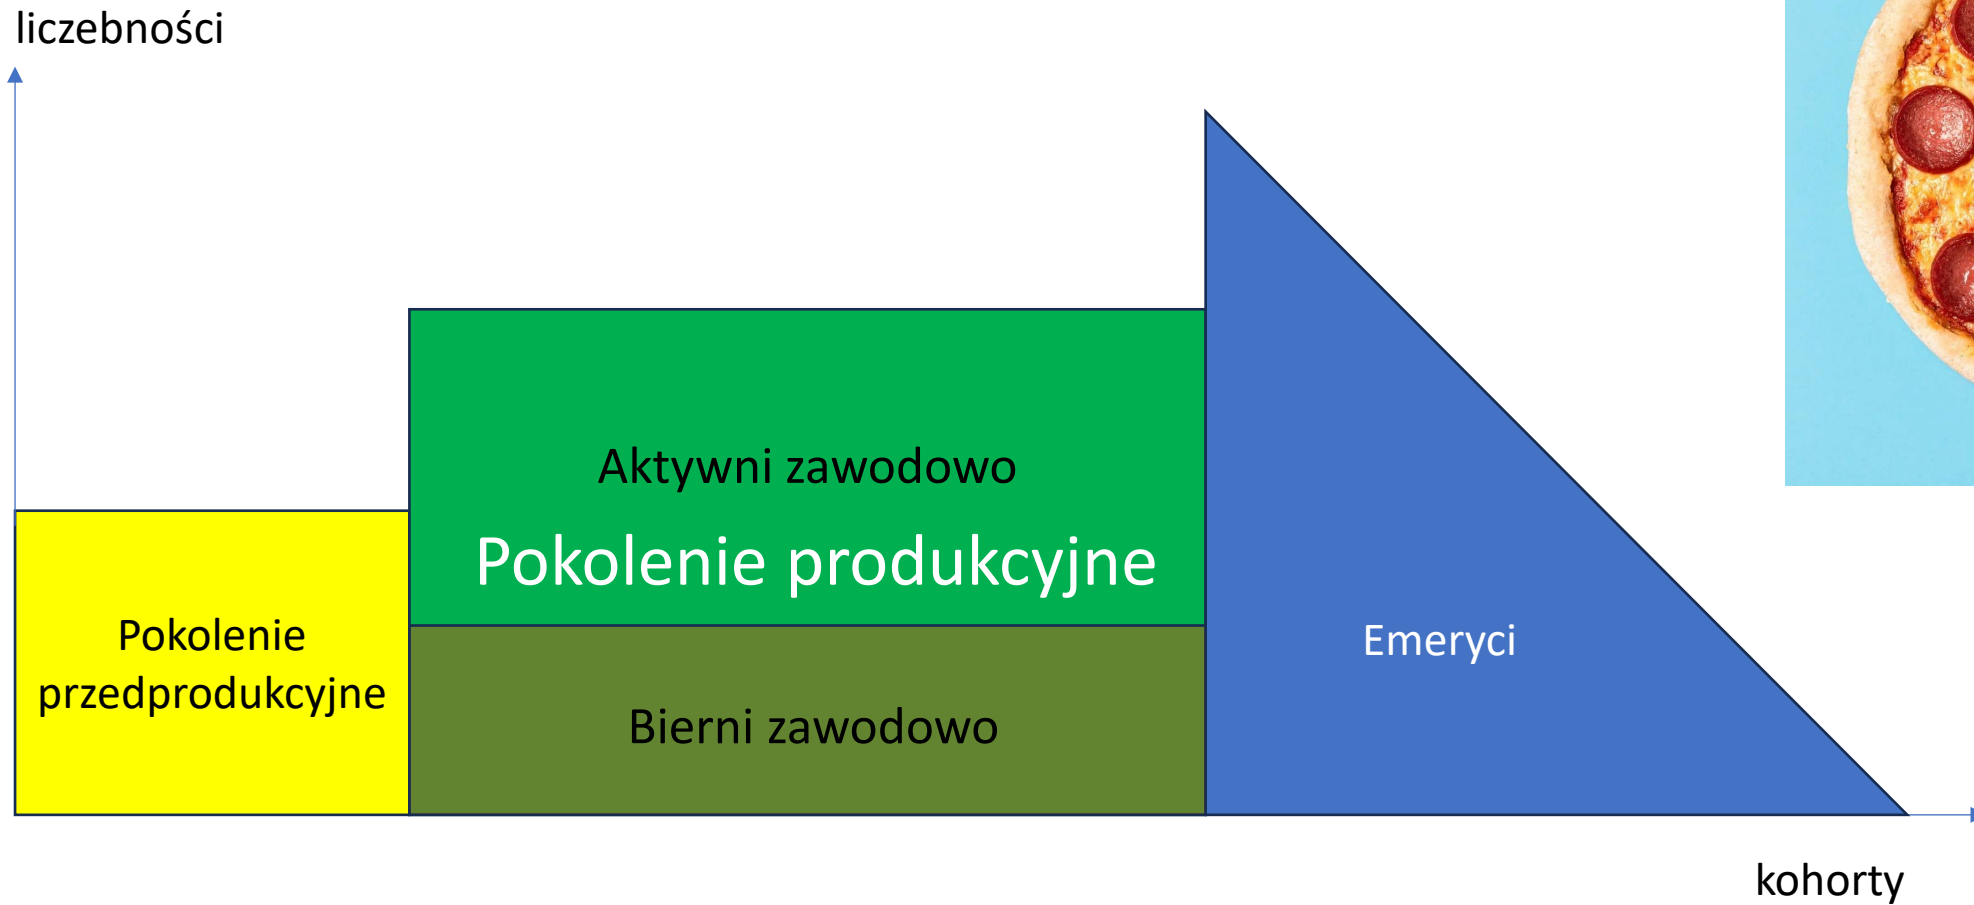 liczebności
Aktywni zawodowo
Pokolenie produkcyjne
Pokolenie
przedprodukcyjne
Bierni zawodowo
Emeryci
kohorty